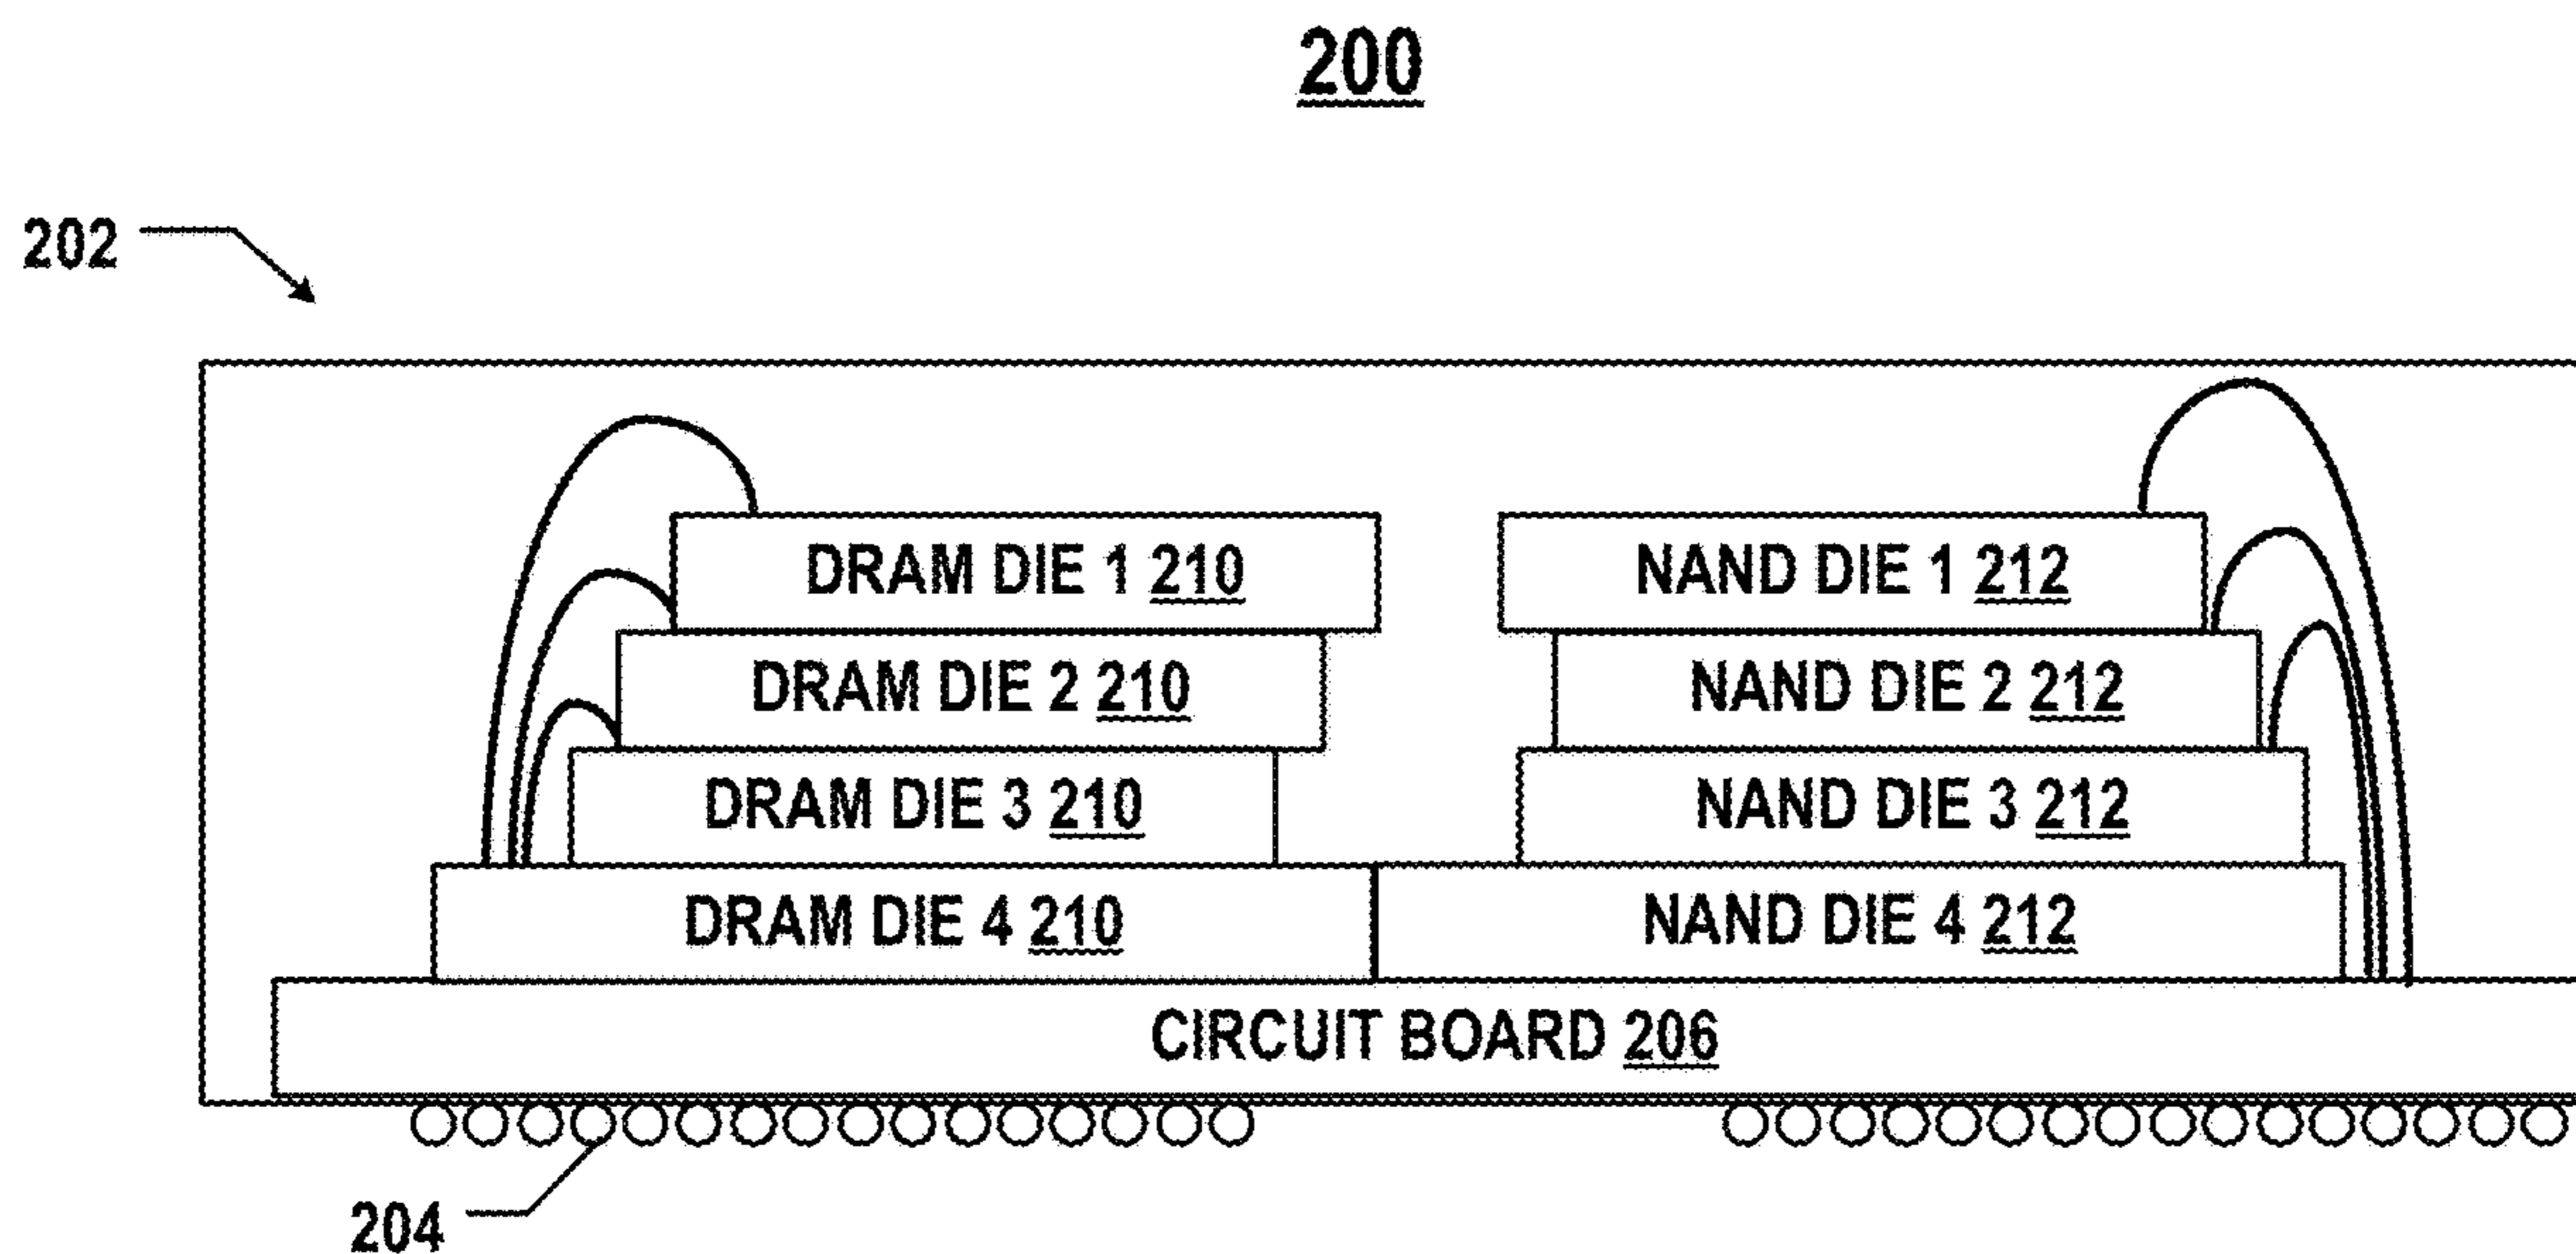 200
202
DRAM DIE 1 210
NAND DIE 1 212
DRAM DIE 2 210
NAND DIE 2 212
DRAM DIE 3 210
NAND DIE 3 212
DRAM DIE 4 210
NAND DIE 4 212
CIRCUIT BOARD 206
204